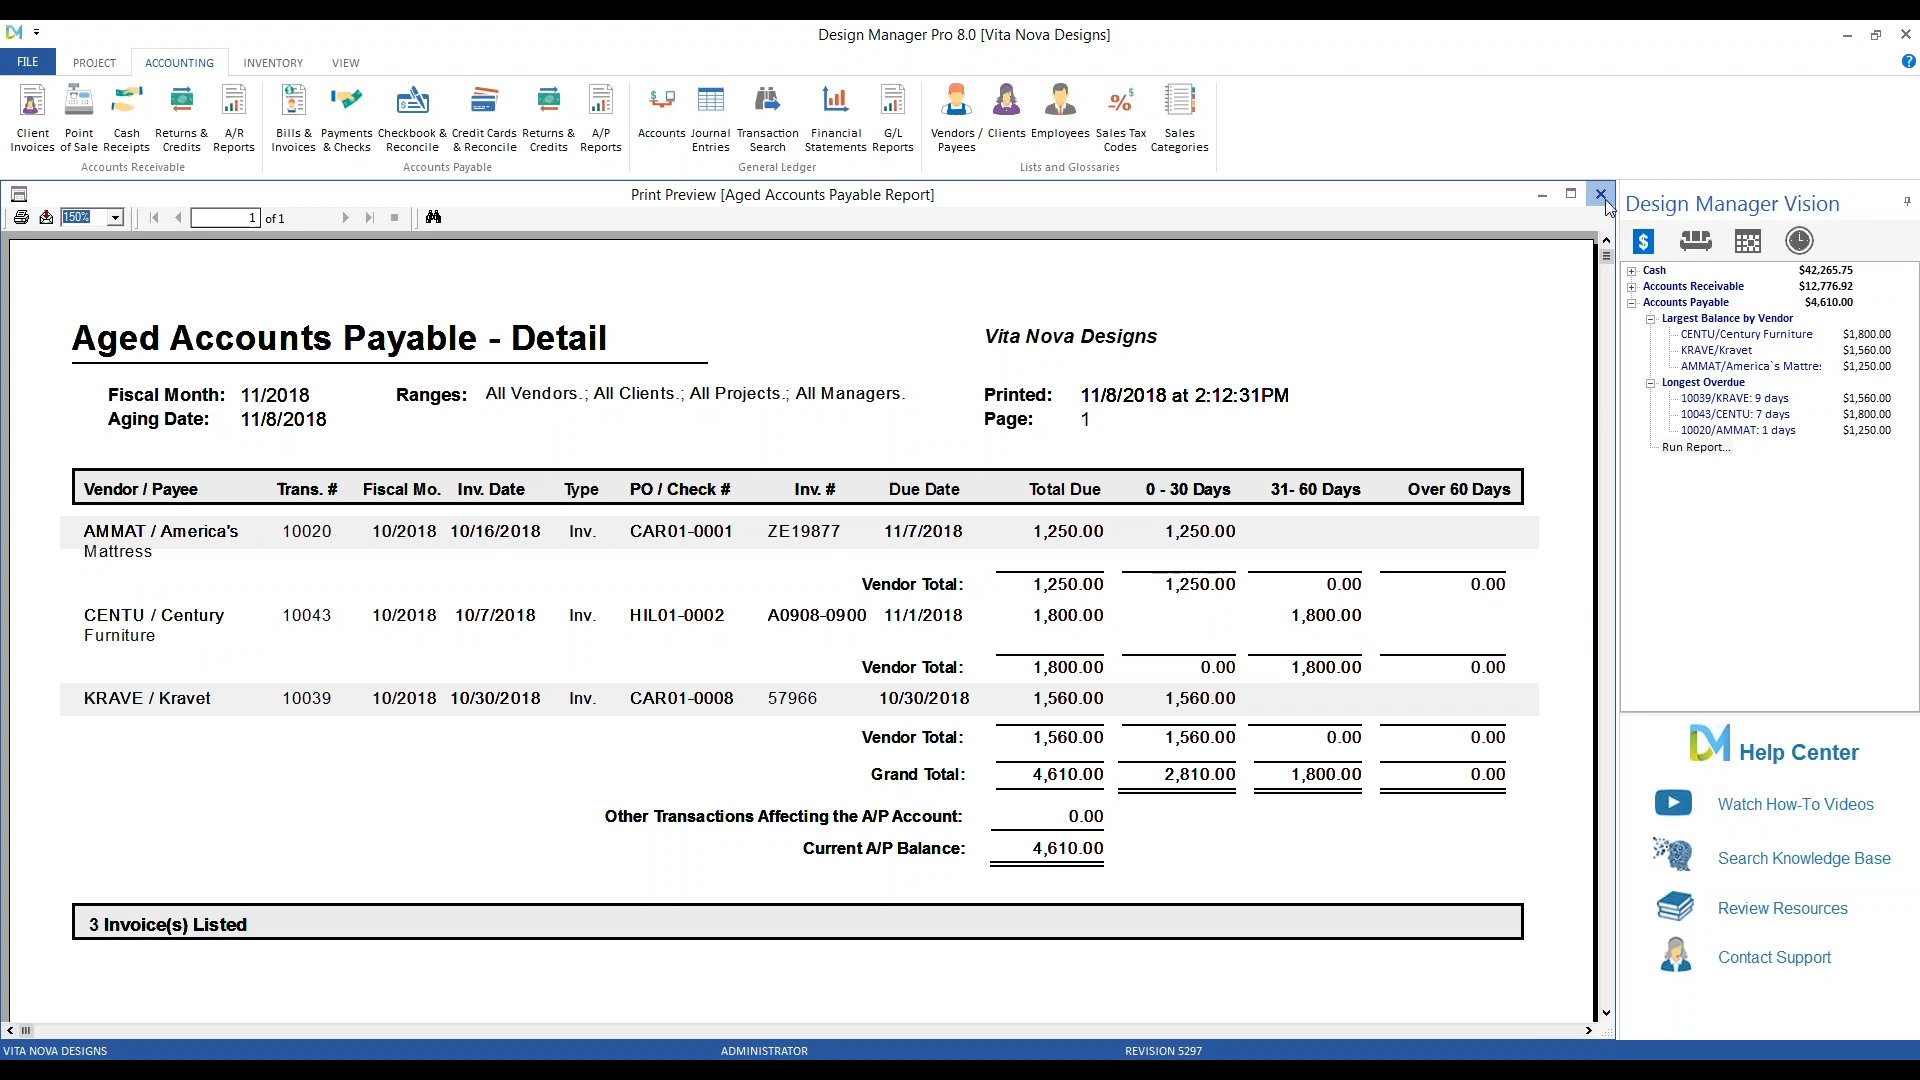 Design Manager Pro 8.0 [Vita Nova Designs]
FILE PROJECT ACCOUNTING INVENTORY VIEW
?
Client Invoices
Point of Sale
Cash Receipts
Returns & Credits
A/R Reports
Accounts Receivable
Bills & Invoices
Payments & Checks
Checkbook & Reconcile
Credit Cards & Reconcile
Returns & Credits
A/P Reports
Accounts Payable
Accounts
Journal Entries
Transaction Search
Financial Statements
G/L Reports
General Ledger
Vendors / Payees
Clients
Employees
Sales Tax Codes
Sales Categories
Lists and Glossaries
Print Preview [Aged Accounts Payable Report]
150% 1 of 1
Aged Accounts Payable - Detail Vita Nova Designs
Fiscal Month: 11/2018 Ranges: All Vendors.; All Clients.; All Projects.; All Managers. Printed: 11/8/2018 at 2:12:31PM
Aging Date: 11/8/2018 Page: 1
Vendor / Payee Trans. # Fiscal Mo. Inv. Date Type PO / Check # Inv. # Due Date Total Due 0 - 30 Days 31- 60 Days Over 60 Days
AMMAT / America's 10020 10/2018 10/16/2018 Inv. CAR01-0001 ZE19877 11/7/2018 1,250.00 1,250.00
Mattress
Vendor Total: 1,250.00 1,250.00 0.00 0.00
CENTU / Century 10043 10/2018 10/7/2018 Inv. HIL01-0002 A0908-0900 11/1/2018 1,800.00 1,800.00
Furniture
Vendor Total: 1,800.00 0.00 1,800.00 0.00
KRAVE / Kravet 10039 10/2018 10/30/2018 Inv. CAR01-0008 57966 10/30/2018 1,560.00 1,560.00
Vendor Total: 1,560.00 1,560.00 0.00 0.00
Grand Total: 4,610.00 2,810.00 1,800.00 0.00
Other Transactions Affecting the A/P Account: 0.00
Current A/P Balance: 4,610.00
3 Invoice(s) Listed
Design Manager Vision
$
Cash $42,265.75
Accounts Receivable $12,776.92
Accounts Payable $4,610.00
Largest Balance by Vendor
CENTU/Century Furniture $1,800.00
KRAVE/Kravet $1,560.00
AMMAT/America`s Mattre: $1,250.00
Longest Overdue
10039/KRAVE: 9 days $1,560.00
10043/CENTU: 7 days $1,800.00
10020/AMMAT: 1 days $1,250.00
Run Report...
DM Help Center
Watch How-To Videos
Search Knowledge Base
Review Resources
Contact Support
VITA NOVA DESIGNS ADMINISTRATOR REVISION 5297